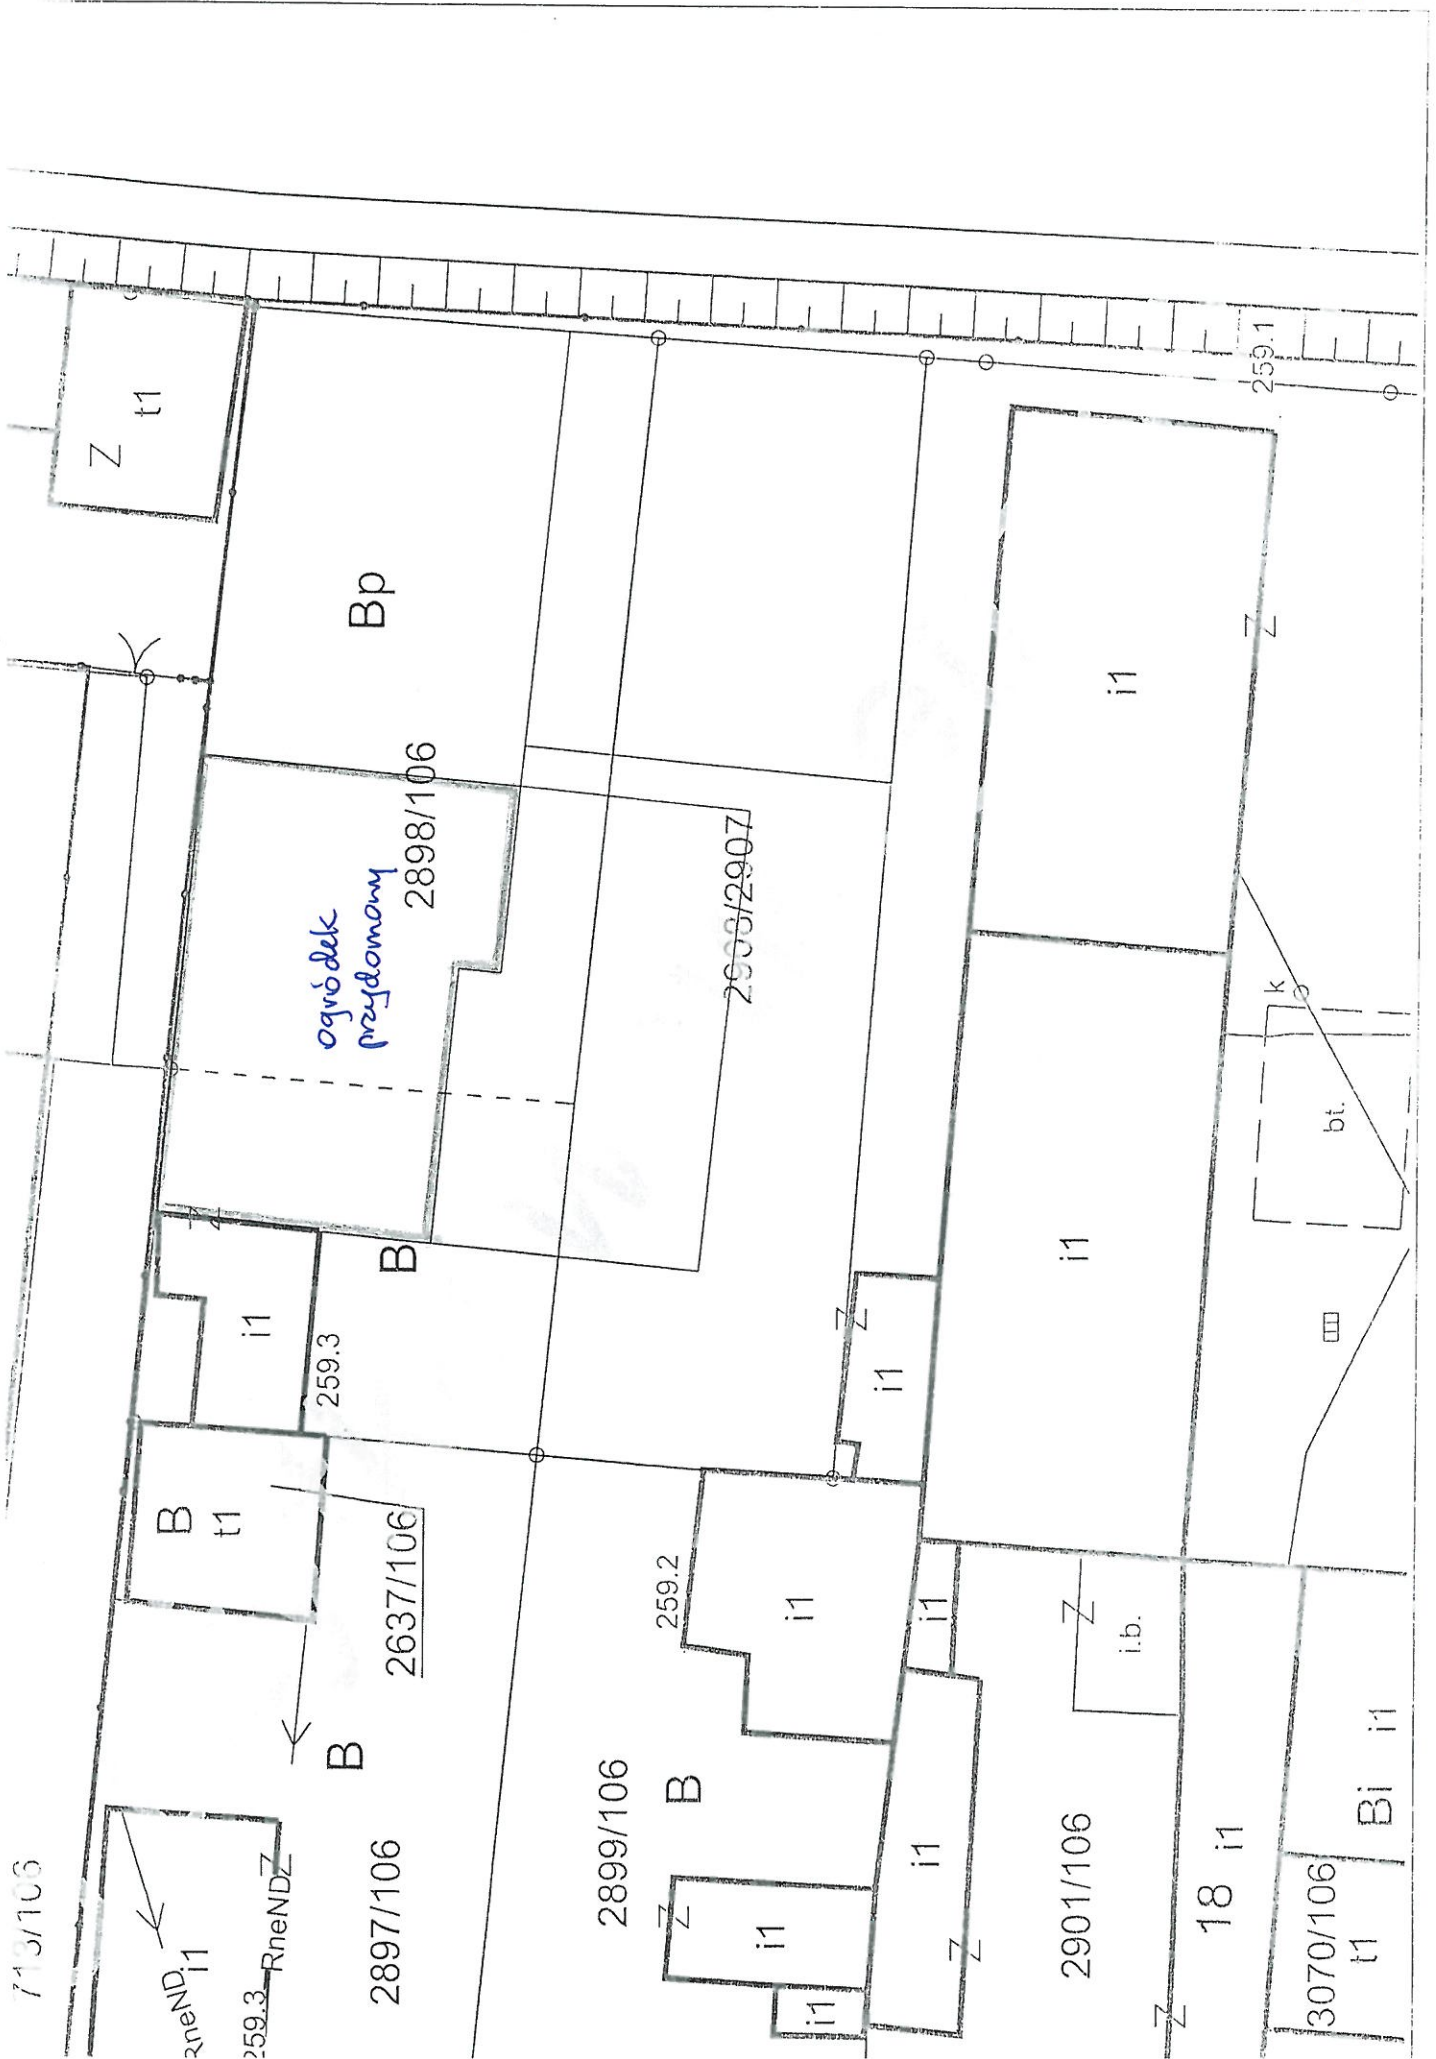 Z
t1
Bp
2898/106
ogródek
przydomowy
259.1
i1
Z
k
bt.
i1
B
i1
259.3
Z
i1
B
t1
2637/106
B
259.2
i1
i1
Z
i.b.
713/106
RneND
i1
259.3
RneND
Z
2897/106
2899/106
B
Z
i1
i1
i1
Z
2901/106
Z
18
i1
Bi
i1
3070/106
t1